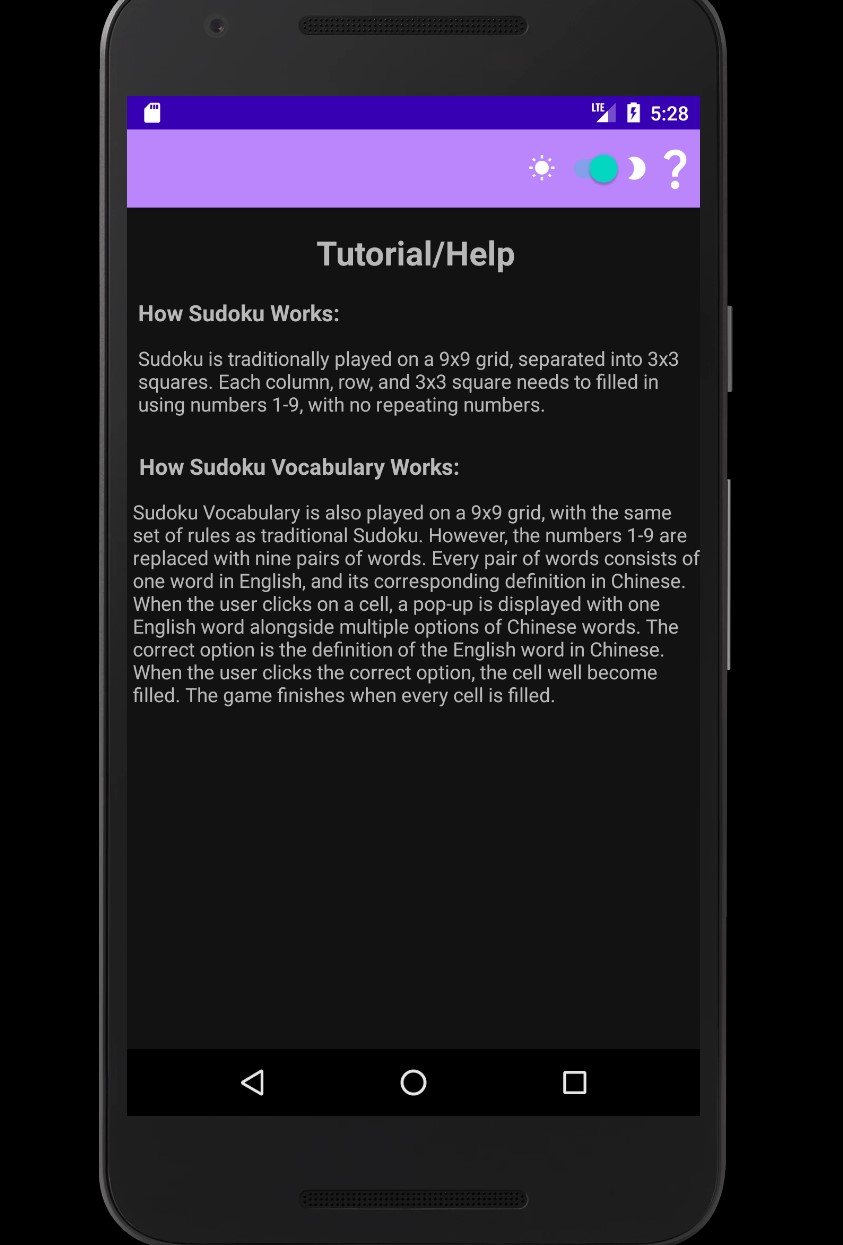 LTE 5:28
?
Tutorial/Help
How Sudoku Works:
Sudoku is traditionally played on a 9x9 grid, separated into 3x3
squares. Each column, row, and 3x3 square needs to filled in
using numbers 1-9, with no repeating numbers.
How Sudoku Vocabulary Works:
Sudoku Vocabulary is also played on a 9x9 grid, with the same
set of rules as traditional Sudoku. However, the numbers 1-9 are
replaced with nine pairs of words. Every pair of words consists of
one word in English, and its corresponding definition in Chinese.
When the user clicks on a cell, a pop-up is displayed with one
English word alongside multiple options of Chinese words. The
correct option is the definition of the English word in Chinese.
When the user clicks the correct option, the cell well become
filled. The game finishes when every cell is filled.